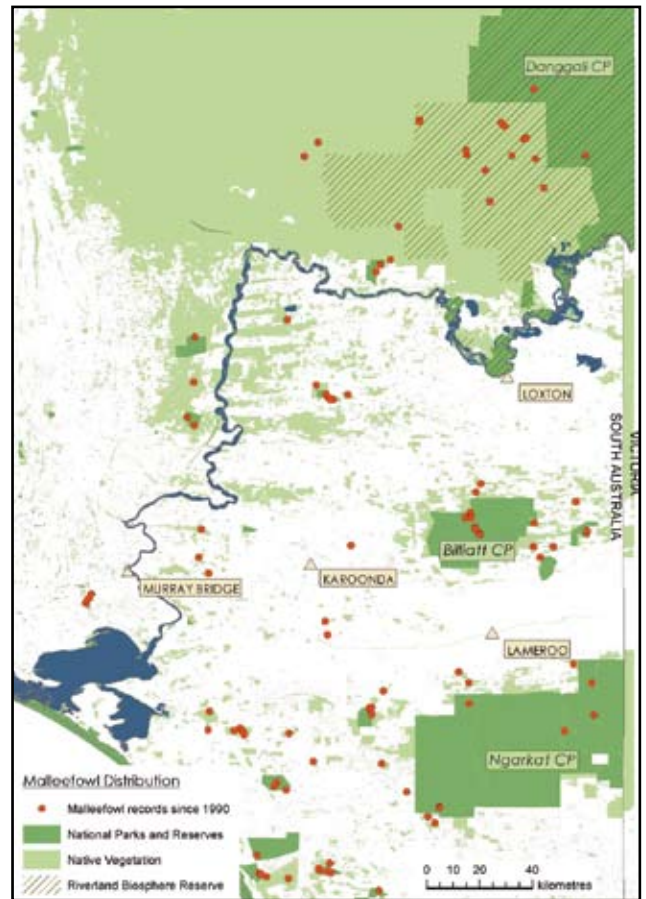 Danggali CP
LOXTON
VICTORIA
SOUTH AUSTRALIA
Billiatt CP
KAROONDA
MURRAY BRIDGE
LAMEROO
Ngarkat CP
Malleefowl Distribution
Malleefowl records since 1990
National Parks and Reserves
Native Vegetation
Riverland Biosphere Reserve
0 10 20 40
kilometres